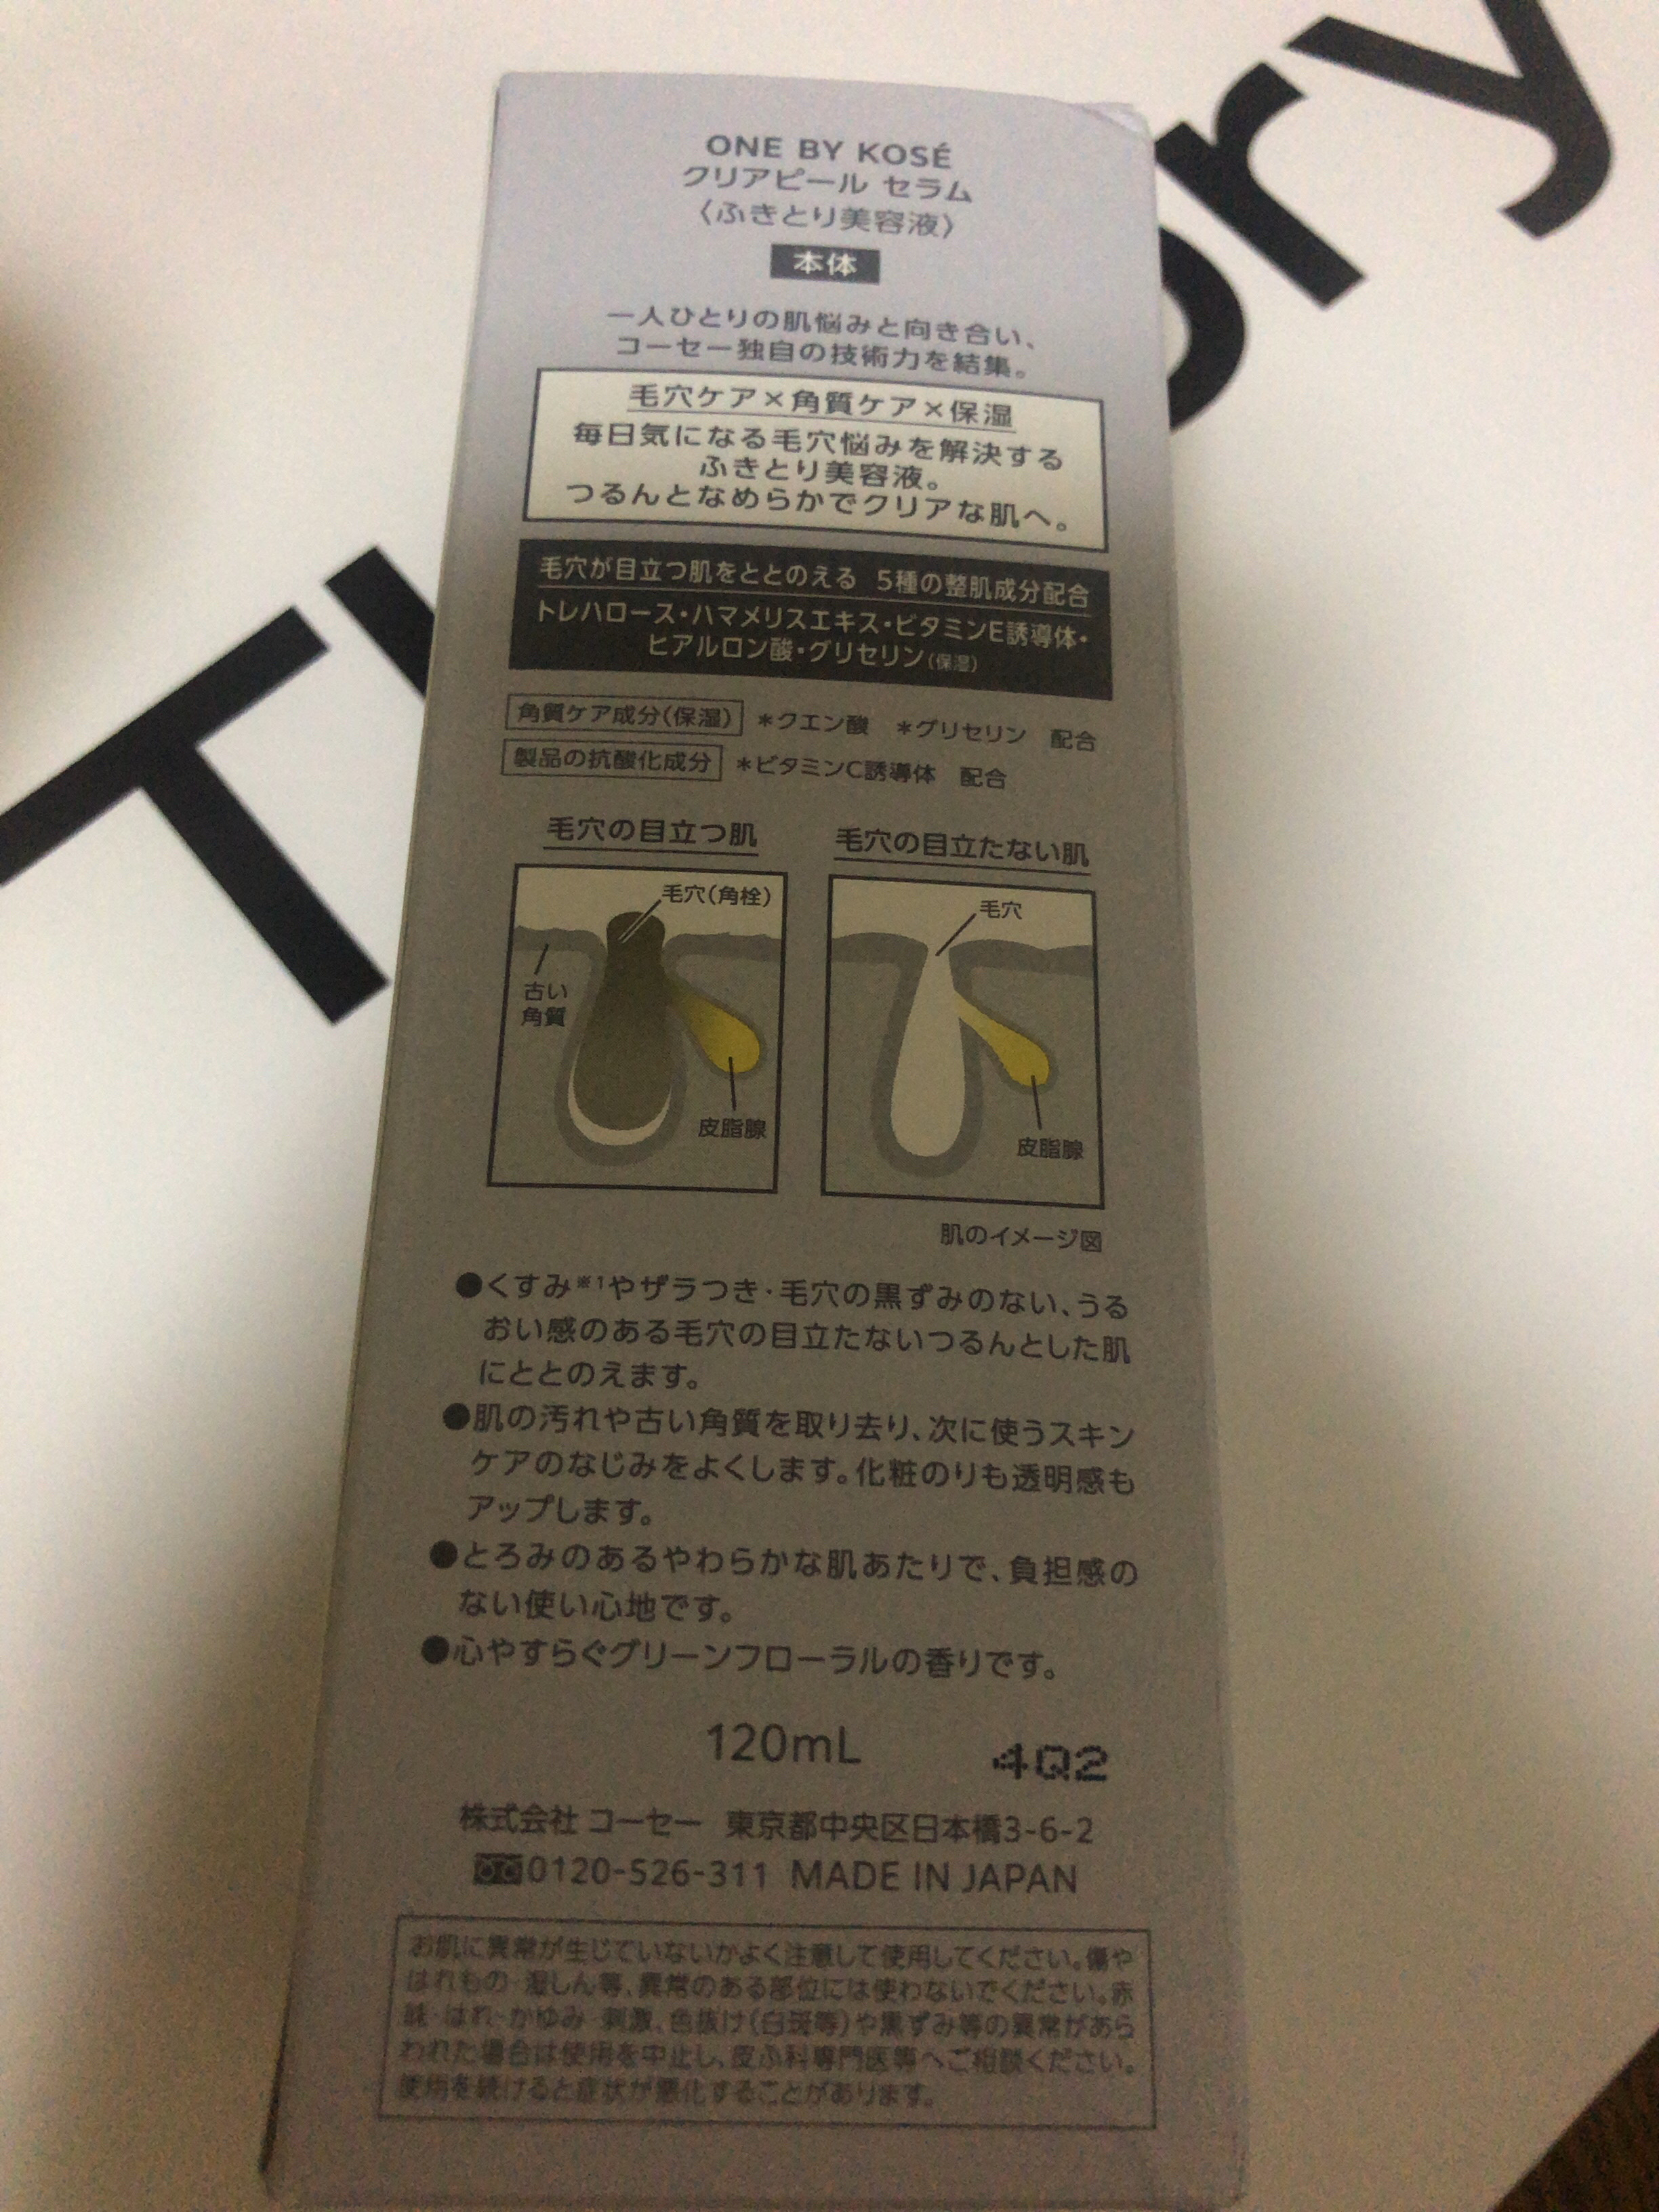 Theory
ONE BY KOSÉ
クリアピール セラム
〈ふきとり美容液〉
本体
一人ひとりの肌悩みと向き合い、
コーセー独自の技術力を結集。
毛穴ケア×角質ケア×保湿
毎日気になる毛穴悩みを解決する
ふきとり美容液。
つるんとなめらかでクリアな肌へ。
毛穴が目立つ肌をととのえる 5種の整肌成分配合
トレハロース・ハマメリスエキス・ビタミンE誘導体・
ヒアルロン酸・グリセリン(保湿)
角質ケア成分(保湿) *クエン酸 *グリセリン 配合
製品の抗酸化成分 *ビタミンC誘導体 配合
毛穴の目立つ肌
毛穴(角栓)
古い
角質
皮脂腺
毛穴の目立たない肌
毛穴
皮脂腺
肌のイメージ図
●くすみ※1やザラつき・毛穴の黒ずみのない、うる
おい感のある毛穴の目立たないつるんとした肌
にととのえます。
●肌の汚れや古い角質を取り去り、次に使うスキン
ケアのなじみをよくします。化粧のりも透明感も
アップします。
●とろみのあるやわらかな肌あたりで、負担感の
ない使い心地です。
●心やすらぐグリーンフローラルの香りです。
120mL
4Q2
株式会社 コーセー 東京都中央区日本橋3-6-2
0120-526-311 MADE IN JAPAN
お肌に異常が生じていないかよく注意して使用してください。傷や
はれもの・湿しん等、異常のある部位には使わないでください。赤
味・はれ・かゆみ・刺激、色抜け(白斑等)や黒ずみ等の異常があら
われた場合は使用を中止し、皮ふ科専門医等へご相談ください。
使用を続けると症状が悪化することがあります。